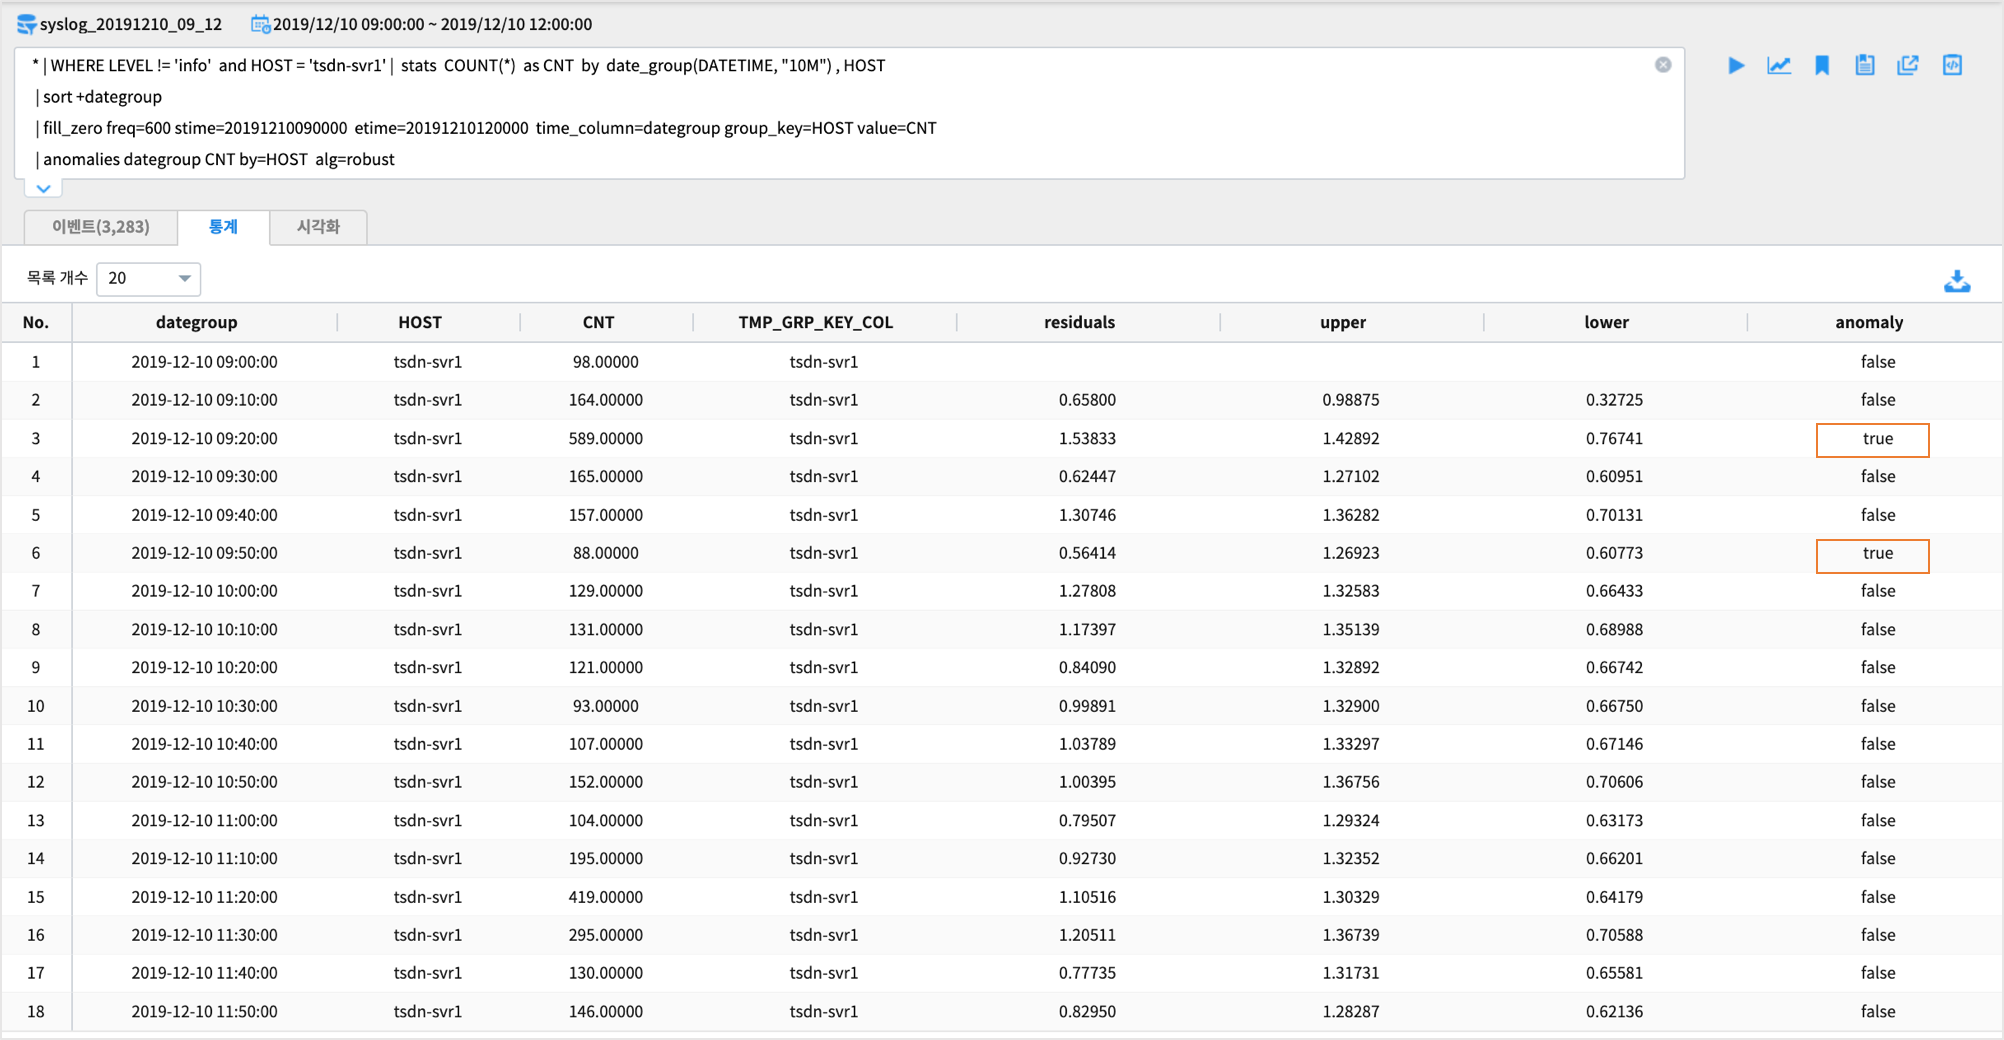 syslog_20191210_09_12 2019/12/10 09:00:00 ~ 2019/12/10 12:00:00
* | WHERE LEVEL != 'info' and HOST = 'tsdn-svr1' | stats COUNT(*) as CNT by date_group(DATETIME, "10M") , HOST
| sort +dategroup
| fill_zero freq=600 stime=20191210090000 etime=20191210120000 time_column=dategroup group_key=HOST value=CNT
| anomalies dategroup CNT by=HOST alg=robust
이벤트(3,283) 통계 시각화
목록 개수 20
No. dategroup HOST CNT TMP_GRP_KEY_COL residuals upper lower anomaly
1 2019-12-10 09:00:00 tsdn-svr1 98.00000 tsdn-svr1 false
2 2019-12-10 09:10:00 tsdn-svr1 164.00000 tsdn-svr1 0.65800 0.98875 0.32725 false
3 2019-12-10 09:20:00 tsdn-svr1 589.00000 tsdn-svr1 1.53833 1.42892 0.76741 true
4 2019-12-10 09:30:00 tsdn-svr1 165.00000 tsdn-svr1 0.62447 1.27102 0.60951 false
5 2019-12-10 09:40:00 tsdn-svr1 157.00000 tsdn-svr1 1.30746 1.36282 0.70131 false
6 2019-12-10 09:50:00 tsdn-svr1 88.00000 tsdn-svr1 0.56414 1.26923 0.60773 true
7 2019-12-10 10:00:00 tsdn-svr1 129.00000 tsdn-svr1 1.27808 1.32583 0.66433 false
8 2019-12-10 10:10:00 tsdn-svr1 131.00000 tsdn-svr1 1.17397 1.35139 0.68988 false
9 2019-12-10 10:20:00 tsdn-svr1 121.00000 tsdn-svr1 0.84090 1.32892 0.66742 false
10 2019-12-10 10:30:00 tsdn-svr1 93.00000 tsdn-svr1 0.99891 1.32900 0.66750 false
11 2019-12-10 10:40:00 tsdn-svr1 107.00000 tsdn-svr1 1.03789 1.33297 0.67146 false
12 2019-12-10 10:50:00 tsdn-svr1 152.00000 tsdn-svr1 1.00395 1.36756 0.70606 false
13 2019-12-10 11:00:00 tsdn-svr1 104.00000 tsdn-svr1 0.79507 1.29324 0.63173 false
14 2019-12-10 11:10:00 tsdn-svr1 195.00000 tsdn-svr1 0.92730 1.32352 0.66201 false
15 2019-12-10 11:20:00 tsdn-svr1 419.00000 tsdn-svr1 1.10516 1.30329 0.64179 false
16 2019-12-10 11:30:00 tsdn-svr1 295.00000 tsdn-svr1 1.20511 1.36739 0.70588 false
17 2019-12-10 11:40:00 tsdn-svr1 130.00000 tsdn-svr1 0.77735 1.31731 0.65581 false
18 2019-12-10 11:50:00 tsdn-svr1 146.00000 tsdn-svr1 0.82950 1.28287 0.62136 false